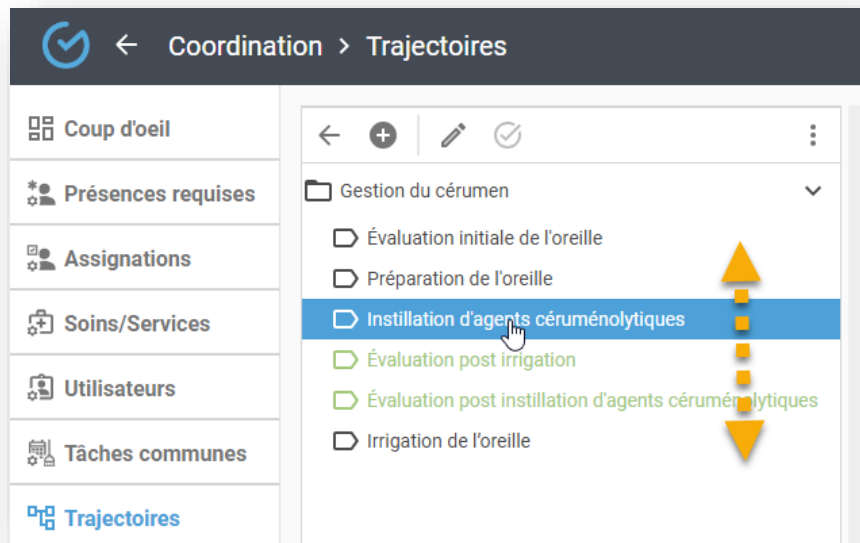 Coordination > Trajectoires
Coup d'oeil
Présences requises
Assignations
Soins/Services
Utilisateurs
Tâches communes
Trajectoires
Gestion du cérumen
Évaluation initiale de l'oreille
Préparation de l'oreille
Instillation d'agents céruménolytiques
Évaluation post irrigation
Évaluation post instillation d'agents céruménolytiques
Irrigation de l'oreille